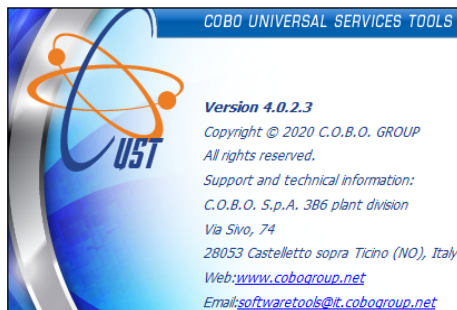 COBO UNIVERSAL SERVICES TOOLS
UST
Version 4.0.2.3
Copyright © 2020 C.O.B.O. GROUP
All rights reserved.
Support and technical information:
C.O.B.O. S.p.A. 3B6 plant division
Via Sivo, 74
28053 Castelletto sopra Ticino (NO), Italy
Web:www.cobogroup.net
Email:softwaretools@it.cobogroup.net